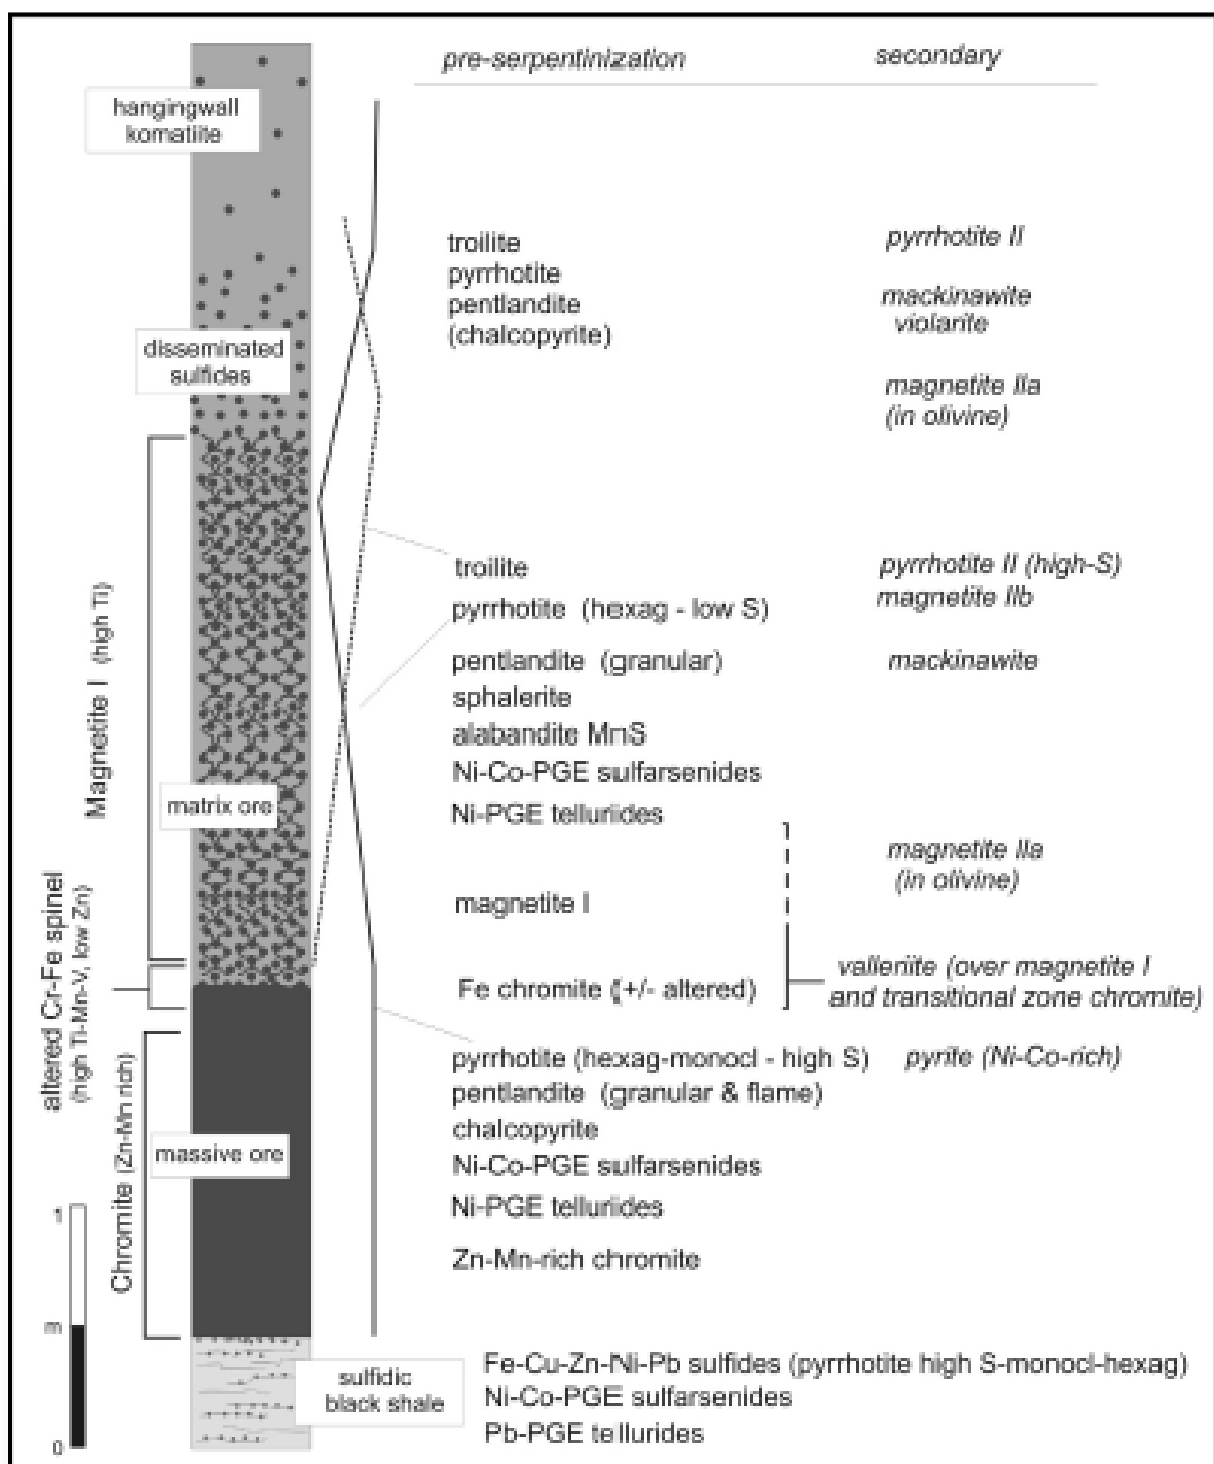 pre-serpentinization
secondary
hangingwall
komatiite
troilite
pyrrhotite
pentlandite
(chalcopyrite)
pyrrhotite II
mackinawite
violarite
disseminated
sulfides
magnetite IIa
(in olivine)
Magnetite I (high Ti)
troilite
pyrrhotite (hexag - low S)
pentlandite (granular)
sphalerite
alabandite MnS
Ni-Co-PGE sulfarsenides
Ni-PGE tellurides
pyrrhotite II (high-S)
magnetite IIb
mackinawite
matrix ore
magnetite I
magnetite IIa
(in olivine)
altered Cr-Fe spinel
(high Ti-Mn-V, low Zn)
Fe chromite (+/- altered)
valleriite (over magnetite I
and transitional zone chromite)
Chromite (Zn-Mn rich)
massive ore
pyrrhotite (hexag-monocl - high S)
pyrite (Ni-Co-rich)
pentlandite (granular & flame)
chalcopyrite
Ni-Co-PGE sulfarsenides
Ni-PGE tellurides
Zn-Mn-rich chromite
1
m
0
sulfidic
black shale
Fe-Cu-Zn-Ni-Pb sulfides (pyrrhotite high S-monocl-hexag)
Ni-Co-PGE sulfarsenides
Pb-PGE tellurides